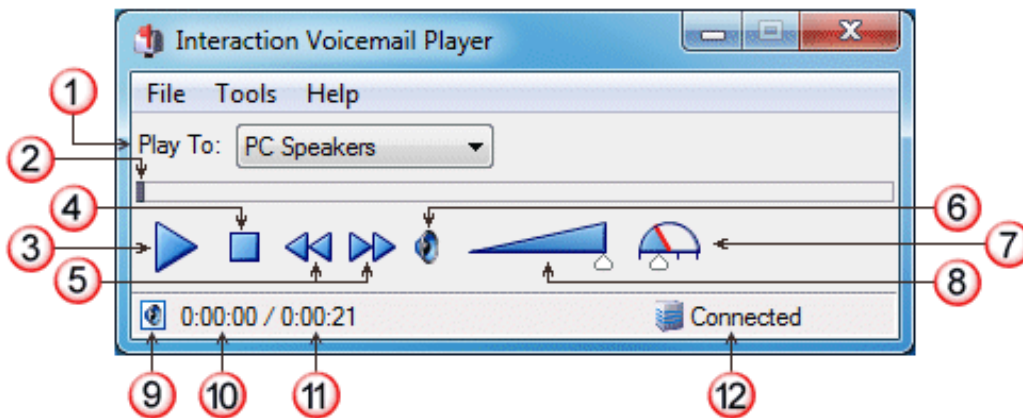 Interaction Voicemail Player
File Tools Help
1
Play To: PC Speakers
2
4
6
3
7
5
8
0:00:00 / 0:00:21 Connected
9 10 11 12